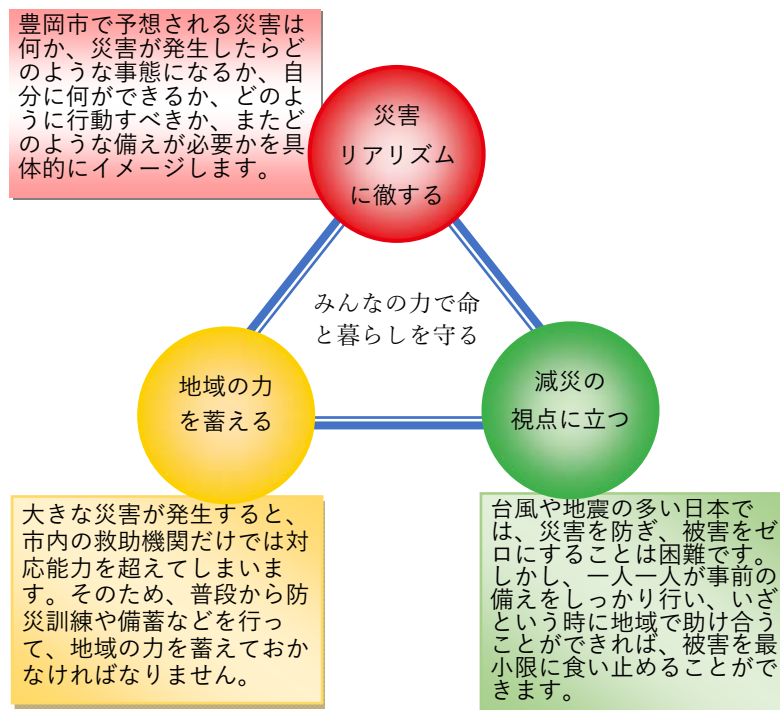 豊岡市で予想される災害は
何か、災害が発生したらど
のような事態になるか、自
分に何ができるか、どのよ
うに行動すべきか、またど
のような備えが必要かを具
体的にイメージします。
災害
リアリズム
に徹する
みんなの力で命
と暮らしを守る
地域の力
を蓄える
減災の
視点に立つ
大きな災害が発生すると、
市内の救助機関だけでは対
応能力を超えてしまいま
す。そのため、普段から防
災訓練や備蓄などを行っ
て、地域の力を蓄えておか
なければなりません。
台風や地震の多い日本で
は、災害を防ぎ、被害をゼ
ロにすることは困難です。
しかし、一人一人が事前の
備えをしっかり行い、いざ
という時に地域で助け合う
ことができれば、被害を最
小限に食い止めることがで
きます。